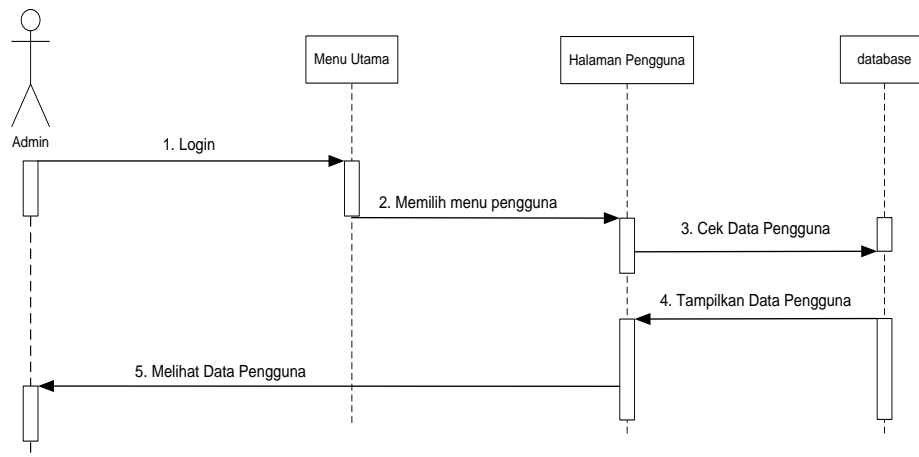 Menu Utama
Halaman Pengguna
database
Admin
1. Login
2. Memilih menu pengguna
3. Cek Data Pengguna
4. Tampilkan Data Pengguna
5. Melihat Data Pengguna